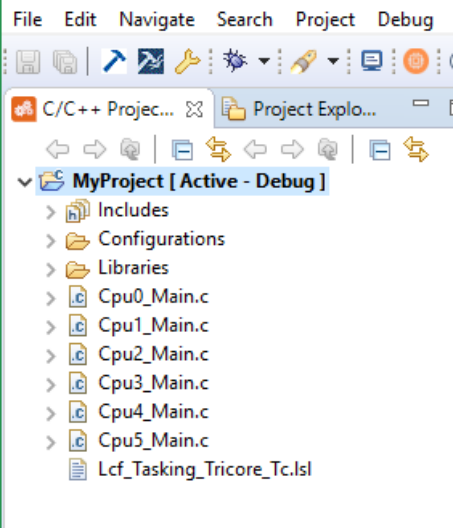 File Edit Navigate Search Project Debug
C/C++ Projec... Project Explo...
MyProject [ Active - Debug ]
Includes
Configurations
Libraries
Cpu0_Main.c
Cpu1_Main.c
Cpu2_Main.c
Cpu3_Main.c
Cpu4_Main.c
Cpu5_Main.c
Lcf_Tasking_Tricore_Tc.lsl